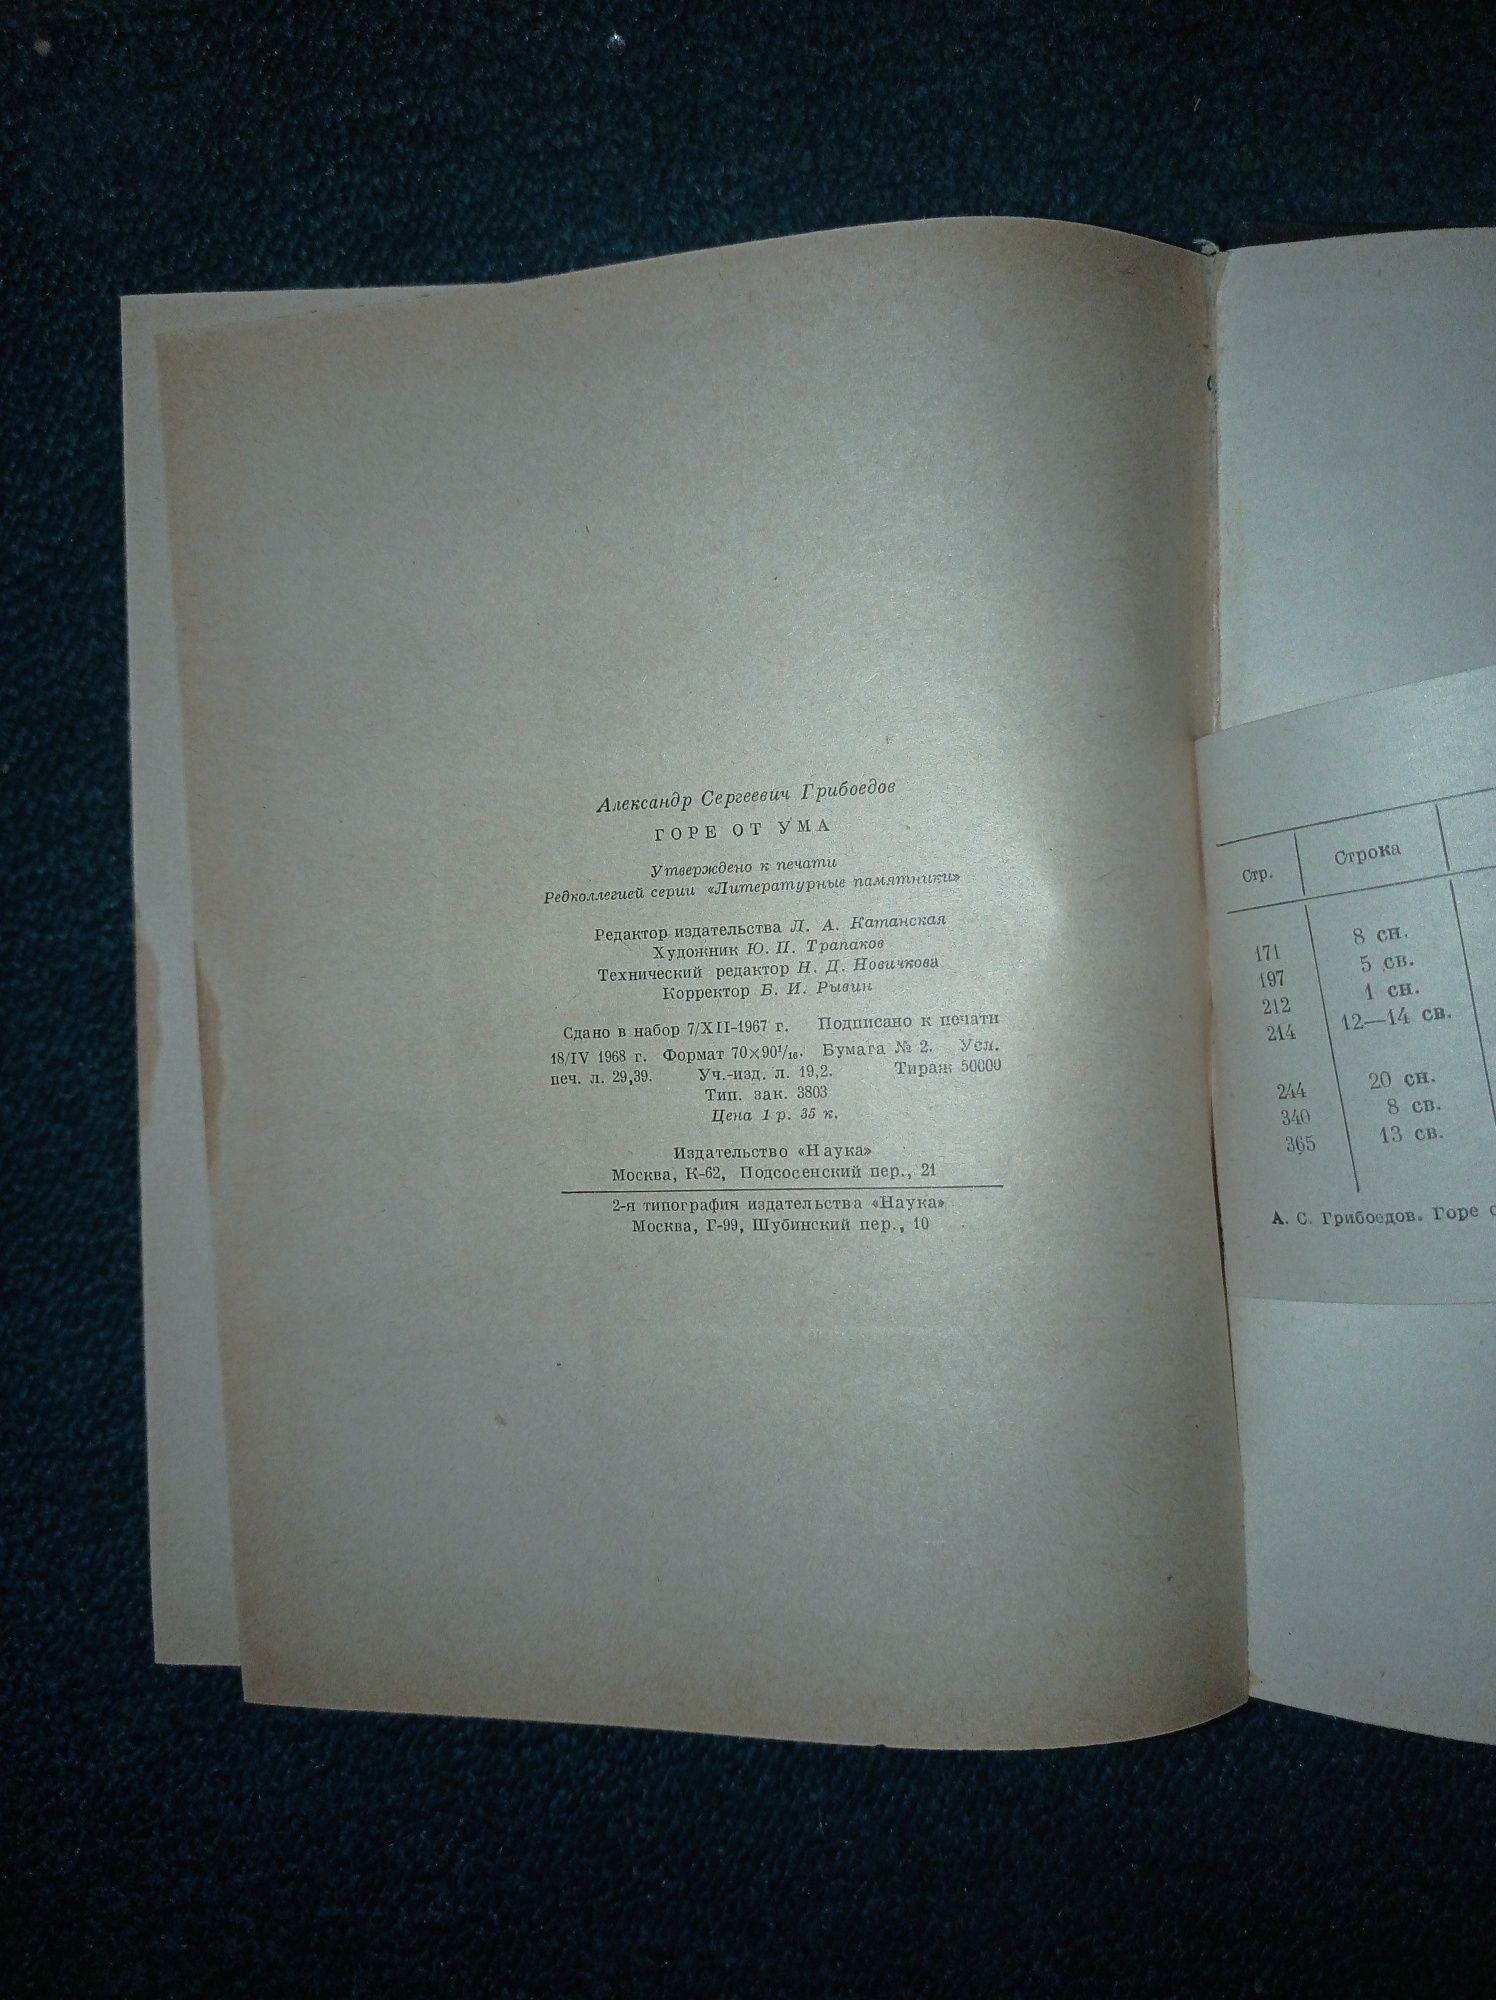 Александр Сергеевич Грибоедов
ГОРЕ ОТ УМА
Утверждено к печати
Редколлегией серии «Литературные памятники»
Редактор издательства Л. А. Катанская
Художник Ю. П. Трапаков
Технический редактор Н. Д. Новичкова
Корректор Б. И. Рывин
Сдано в набор 7/XII-1967 г. Подписано к печати
18/IV 1968 г. Формат 70×90¹/₁₆. Бумага № 2. Усл.
печ. л. 29,39. Уч.-изд. л. 19,2. Тираж 50000
Тип. зак. 3803
Цена 1 р. 35 к.
Издательство «Наука»
Москва, К-62, Подсосенский пер., 21
2-я типография издательства «Наука»
Москва, Г-99, Шубинский пер., 10
Стр. Строка
171 8 сн.
197 5 св.
212 1 сн.
214 12—14 св.
244 20 сн.
340 8 св.
365 13 св.
А. С. Грибоедов. Горе